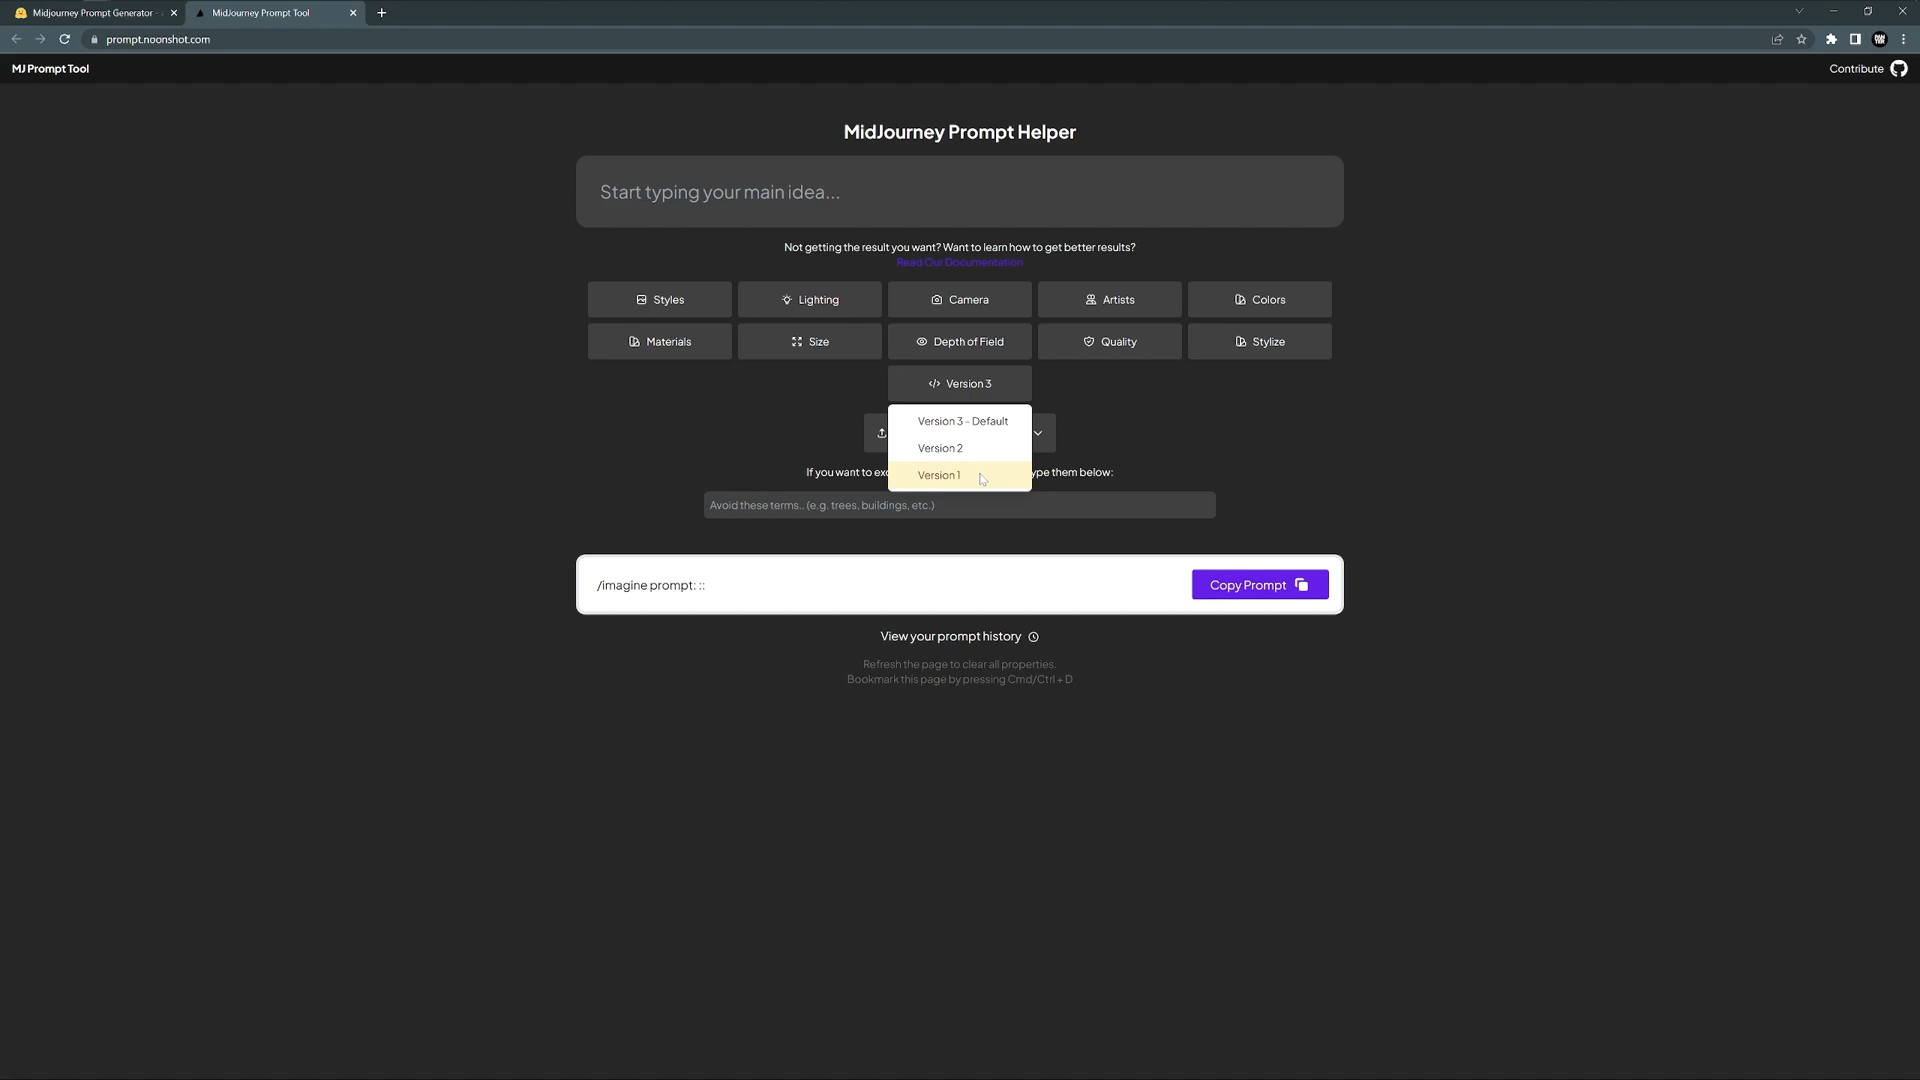 Midjourney Prompt Generator -
MidJourney Prompt Tool
prompt.noonshot.com
MJ Prompt Tool
Contribute
MidJourney Prompt Helper
Start typing your main idea...
Not getting the result you want? Want to learn how to get better results?
Read Our Documentation
Styles
Lighting
Camera
Artists
Colors
Materials
Size
Depth of Field
Quality
Stylize
</> Version 3
Version 3 - Default
Version 2
If you want to exc
ype them below:
Version 1
Avoid these terms.. (e.g. trees, buildings, etc.)
/imagine prompt: ::
Copy Prompt
View your prompt history
Refresh the page to clear all properties.
Bookmark this page by pressing Cmd/Ctrl + D